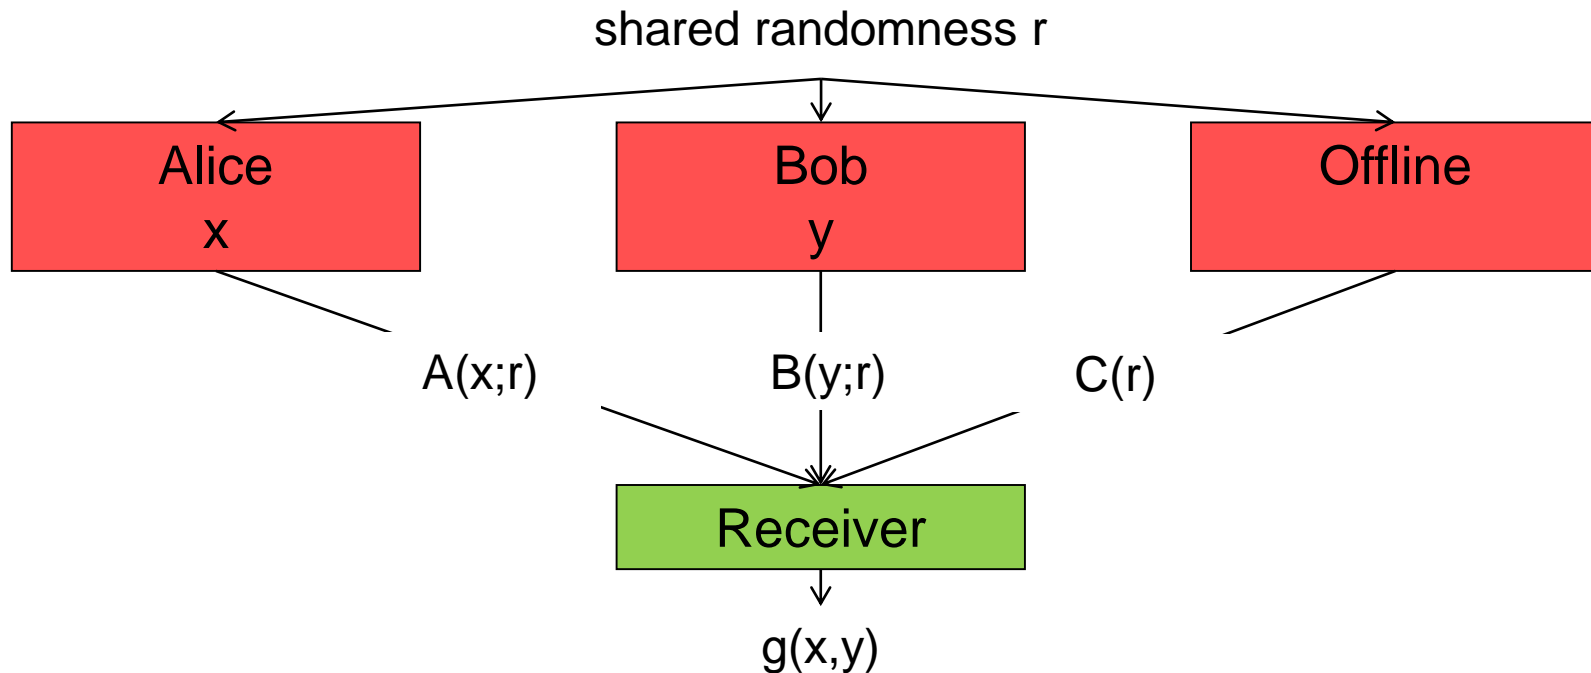 shared randomness r
Alice
x
Bob
y
Offline
A(x;r)
B(y;r)
C(r)
Receiver
g(x,y)